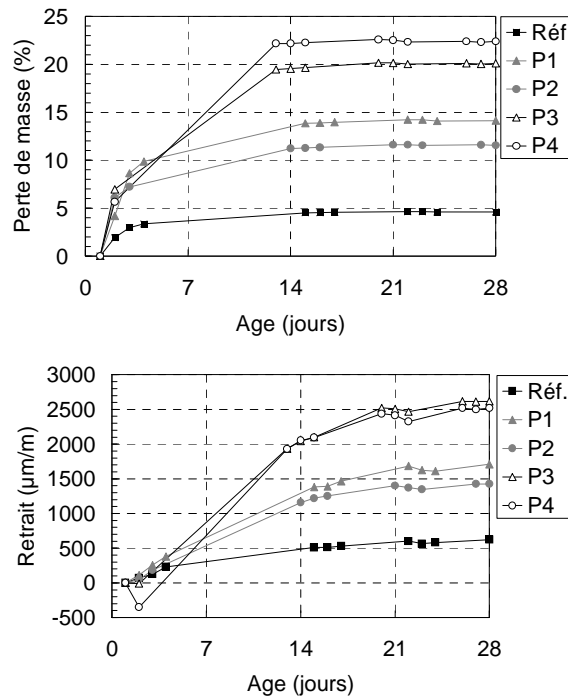 Perte de masse (%)
25
20
15
10
5
0
0 7 14 21 28
Age (jours)
Réf.
P1
P2
P3
P4
Retrait (µm/m)
3000
2500
2000
1500
1000
500
0
-500
0 7 14 21 28
Age (jours)
Réf.
P1
P2
P3
P4